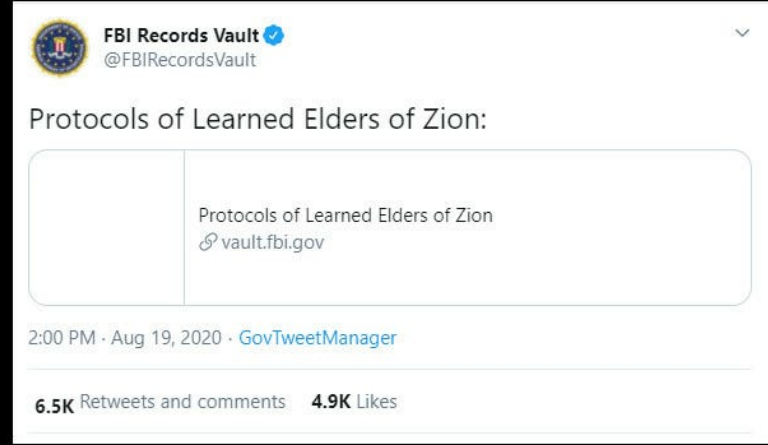 FBI Records Vault
@FBIRecordsVault
Protocols of Learned Elders of Zion:
Protocols of Learned Elders of Zion
vault.fbi.gov
2:00 PM · Aug 19, 2020 · GovTweetManager
6.5K Retweets and comments 4.9K Likes